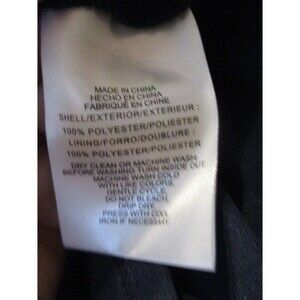 MADE IN CHINA
HECHO EN CHINA
FABRIQUÉ EN CHINE
SHELL/EXTERIOR/EXTERIEUR :
100% POLYESTER/POLIESTER
LINING/FORRO/DOUBLURE :
100% POLYESTER/POLIESTER
DRY CLEAN OR MACHINE WASH.
BEFORE WASHING TURN INSIDE OUT.
MACHINE WASH COLD
WITH LIKE COLORS,
GENTLE CYCLE
DO NOT BLEACH,
DRIP DRY
PRESS WITH COOL
IRON IF NECESSARY.